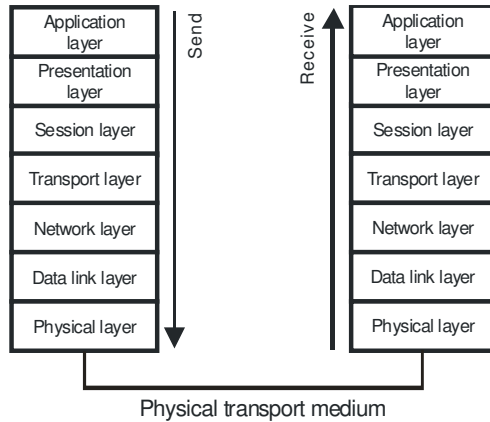 Application
layer
Presentation
layer
Session layer
Transport layer
Network layer
Data link layer
Physical layer
Send
Receive
Application
layer
Presentation
layer
Session layer
Transport layer
Network layer
Data link layer
Physical layer
Physical transport medium